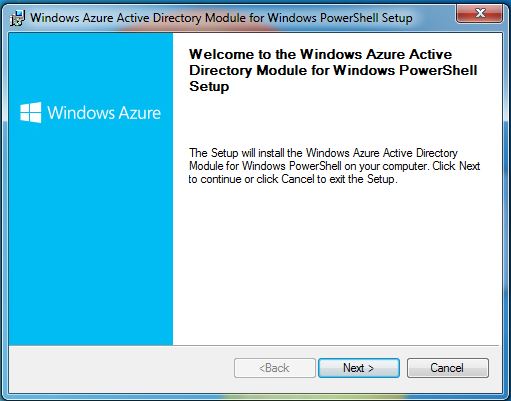 Windows Azure Active Directory Module for Windows PowerShell Setup
Welcome to the Windows Azure Active
Directory Module for Windows PowerShell
Setup
Windows Azure
The Setup will install the Windows Azure Active Directory
Module for Windows PowerShell on your computer. Click Next
to continue or click Cancel to exit the Setup.
<Back
Next >
Cancel